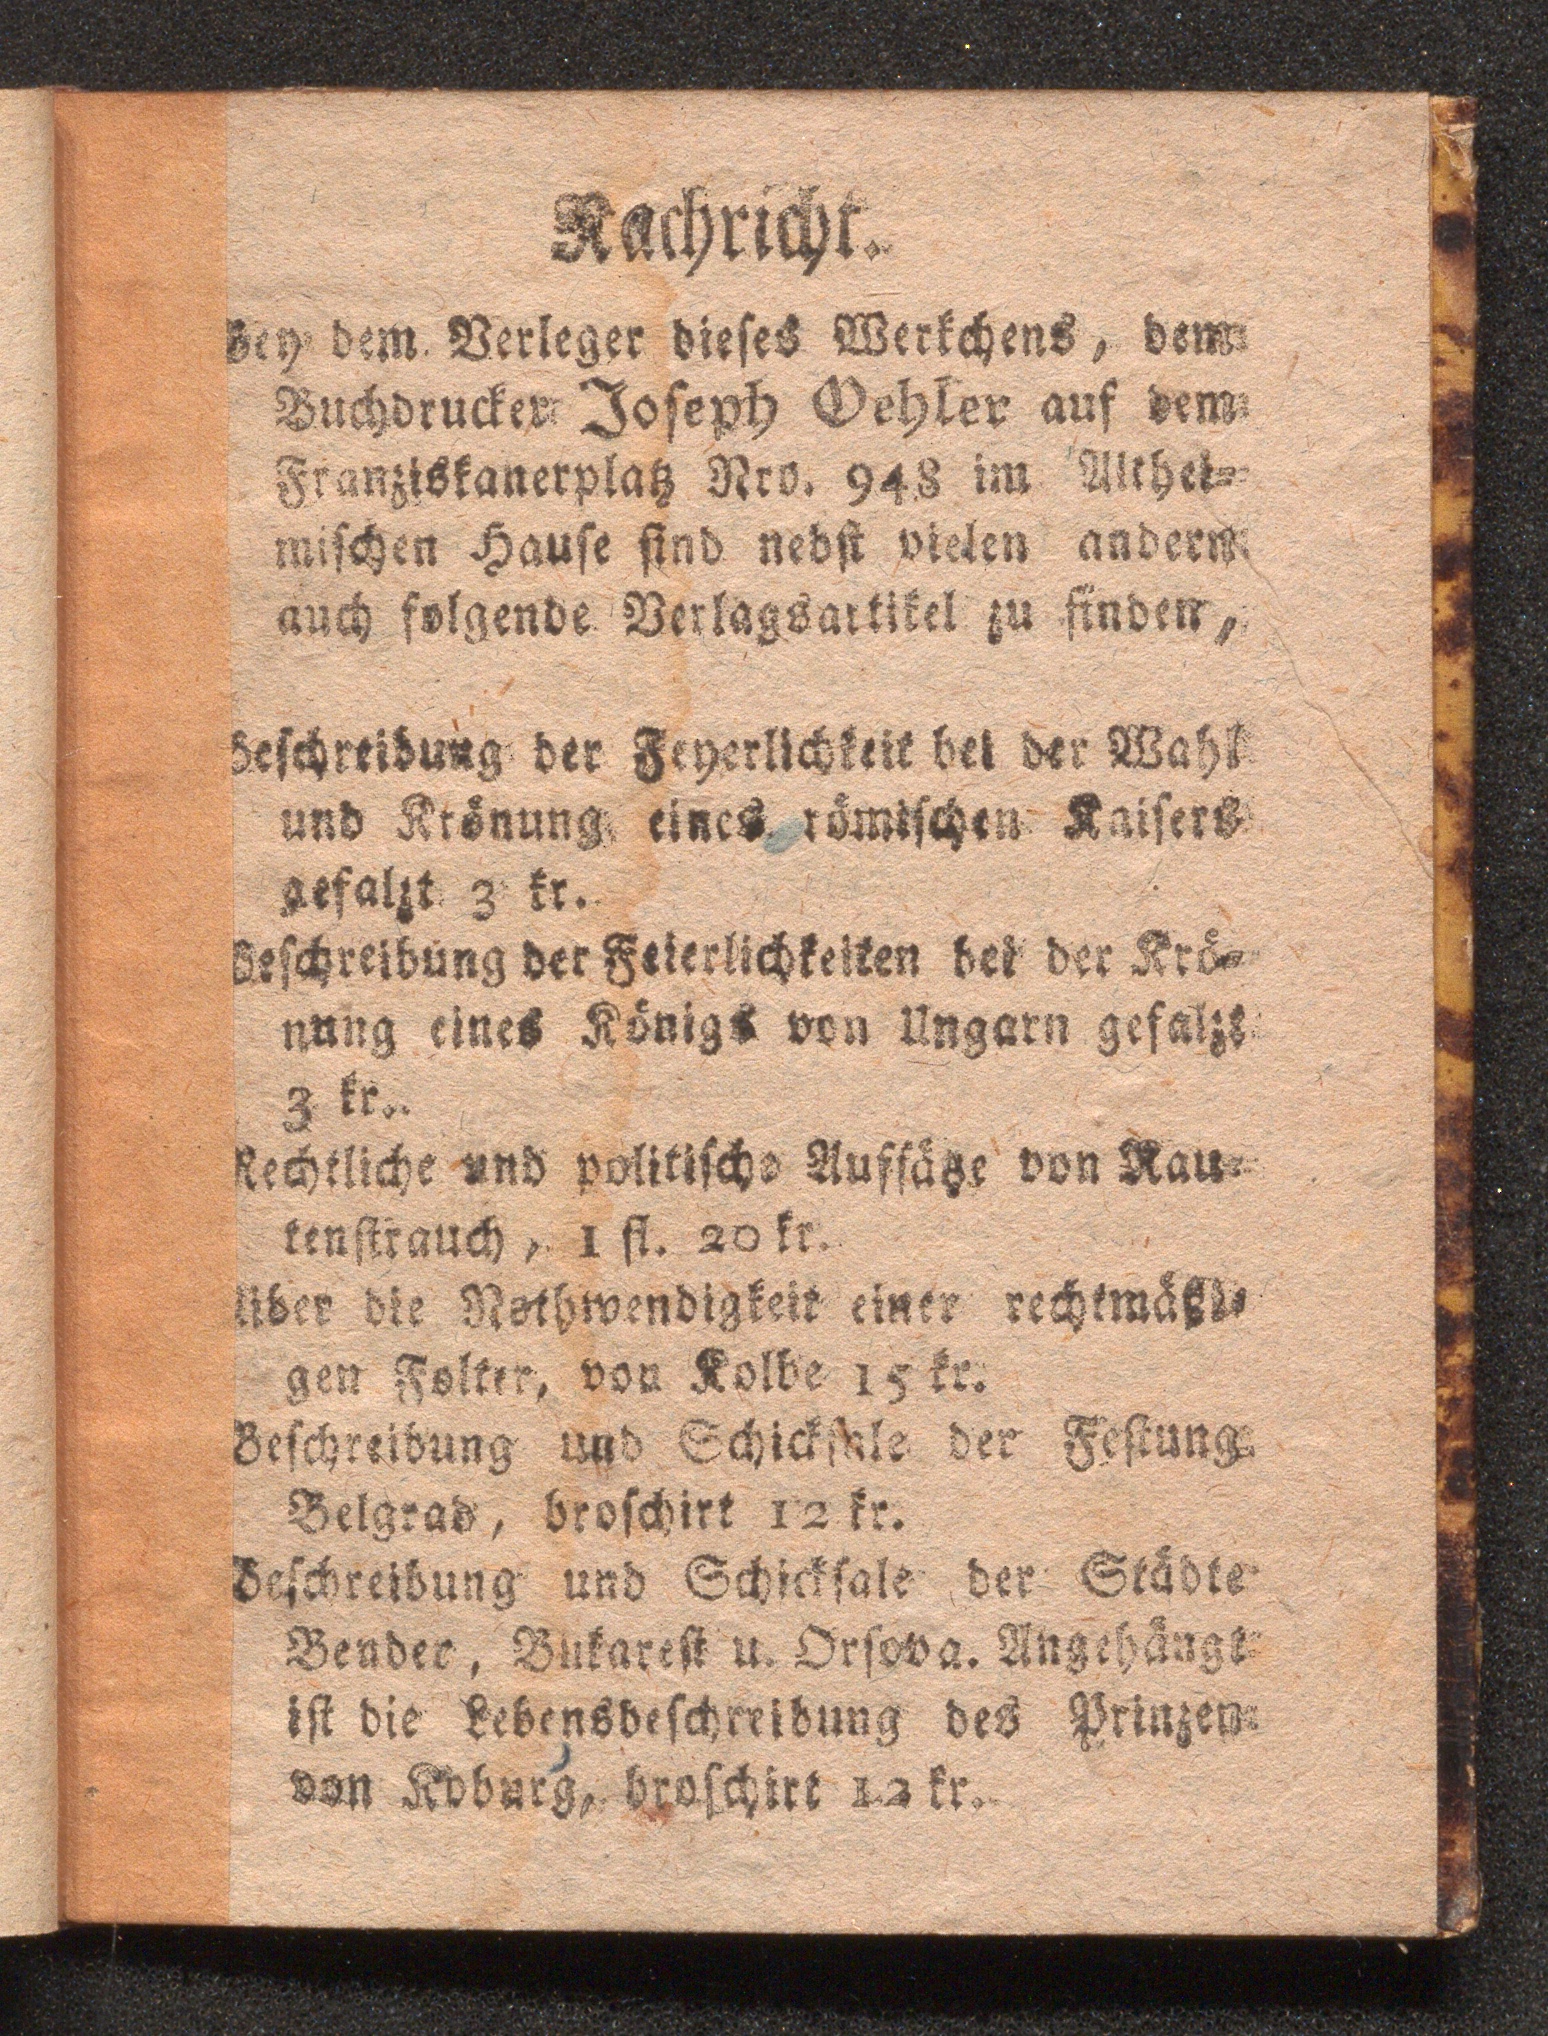 Nachricht.
Bey dem Verleger dieses Werkchens, dem
Buchdrucker Joseph Oehler auf dem
Franziskanerplatz Nro. 948 im Althei-
mischen Hause sind nebst vielen andern
auch folgende Verlagsartikel zu finden,
Beschreibung der Feyerlichkeit bei der Wahl
und Krönung eines römischen Kaisers
gefalzt 3 kr.
Beschreibung der Feierlichkeiten bei der Krö-
nung eines Königs von Ungarn gefalzt
3 kr.
Rechtliche und politische Aufsätze von Rau-
tenstrauch, 1 fl. 20 kr.
Uiber die Nothwendigkeit einer rechtmäßi-
gen Folter, von Kolbe 15 kr.
Beschreibung und Schicksale der Festung
Belgrad, broschirt 12 kr.
Beschreibung und Schicksale der Städte
Bender, Bukarest u. Orsova. Angehängt
ist die Lebensbeschreibung des Prinzen
von Koburg, broschirt 12 kr.